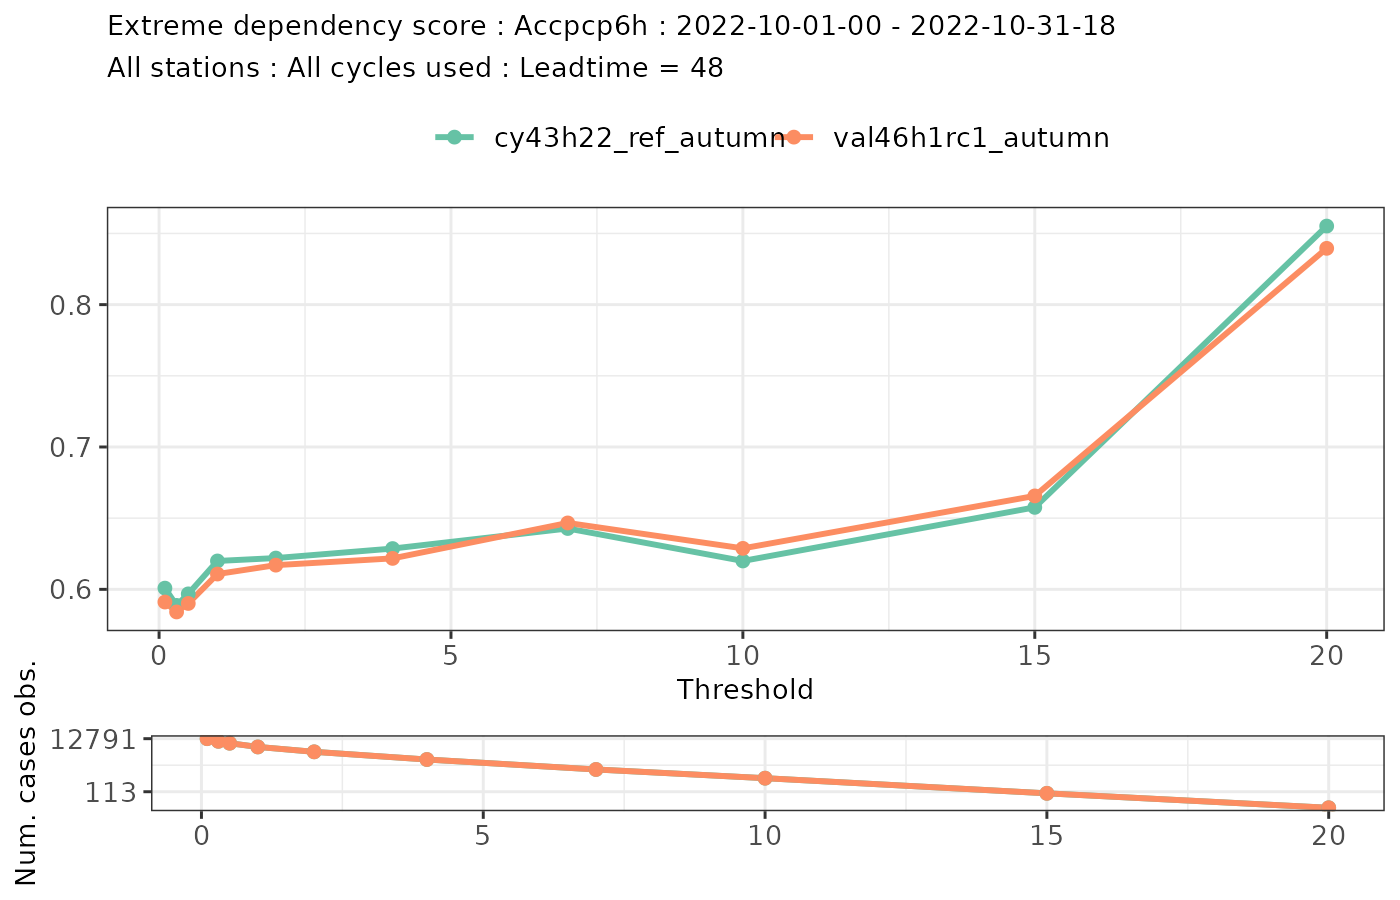 Extreme dependency score : Accpcp6h : 2022-10-01-00 - 2022-10-31-18
All stations : All cycles used : Leadtime = 48
cy43h22_ref_autumn val46h1rc1_autumn
0.8
0.7
0.6
0 5 10 15 20
Threshold
Num. cases obs.
12791
113
0 5 10 15 20